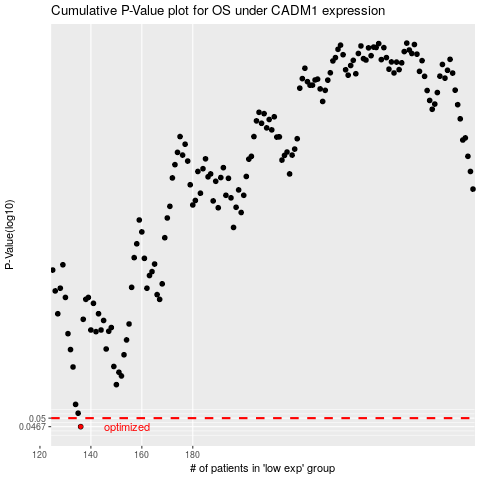 Cumulative P-Value plot for OS under CADM1 expression
P-Value(log10)
0.05
0.0467
optimized
120 140 160 180
# of patients in 'low exp' group